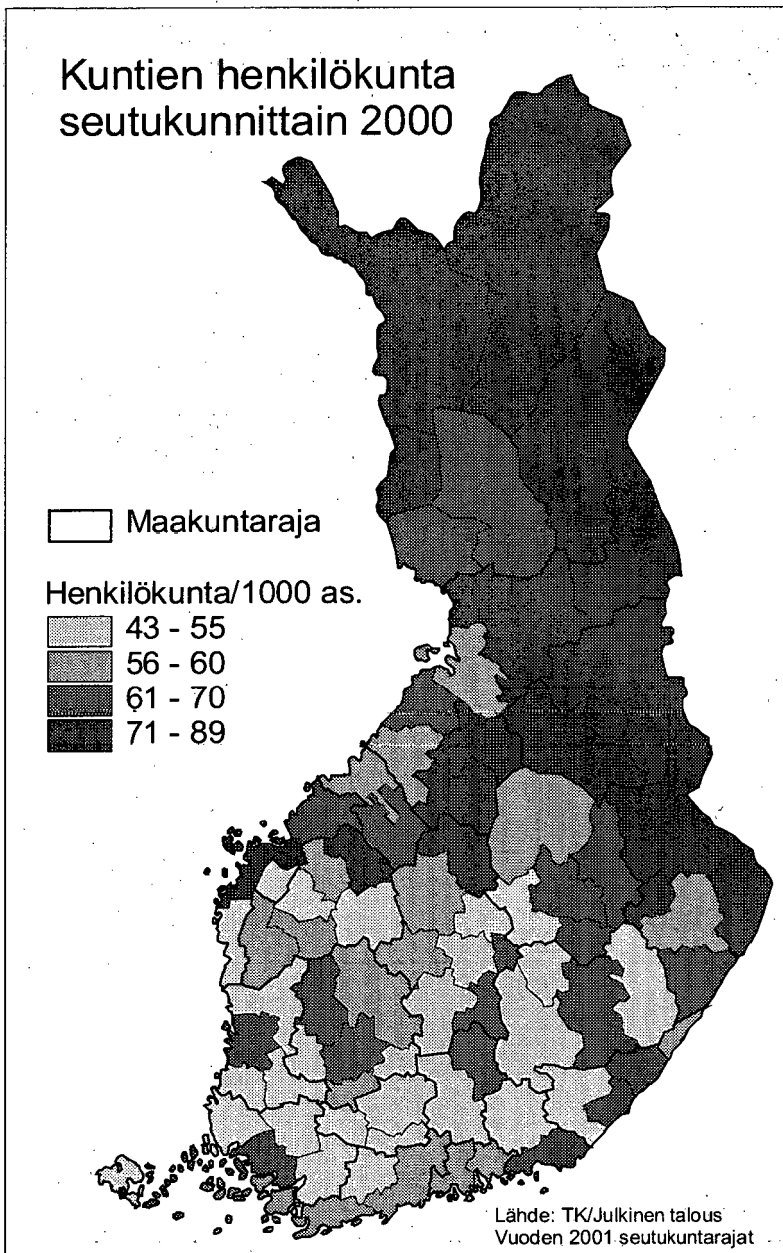 Kuntien henkilökunta
seutukunnittain 2000
Maakuntaraja
Henkilökunta/1000 as.
43 - 55
56 - 60
61 - 70
71 - 89
Lähde: TK/Julkinen talous
Vuoden 2001 seutukuntarajat